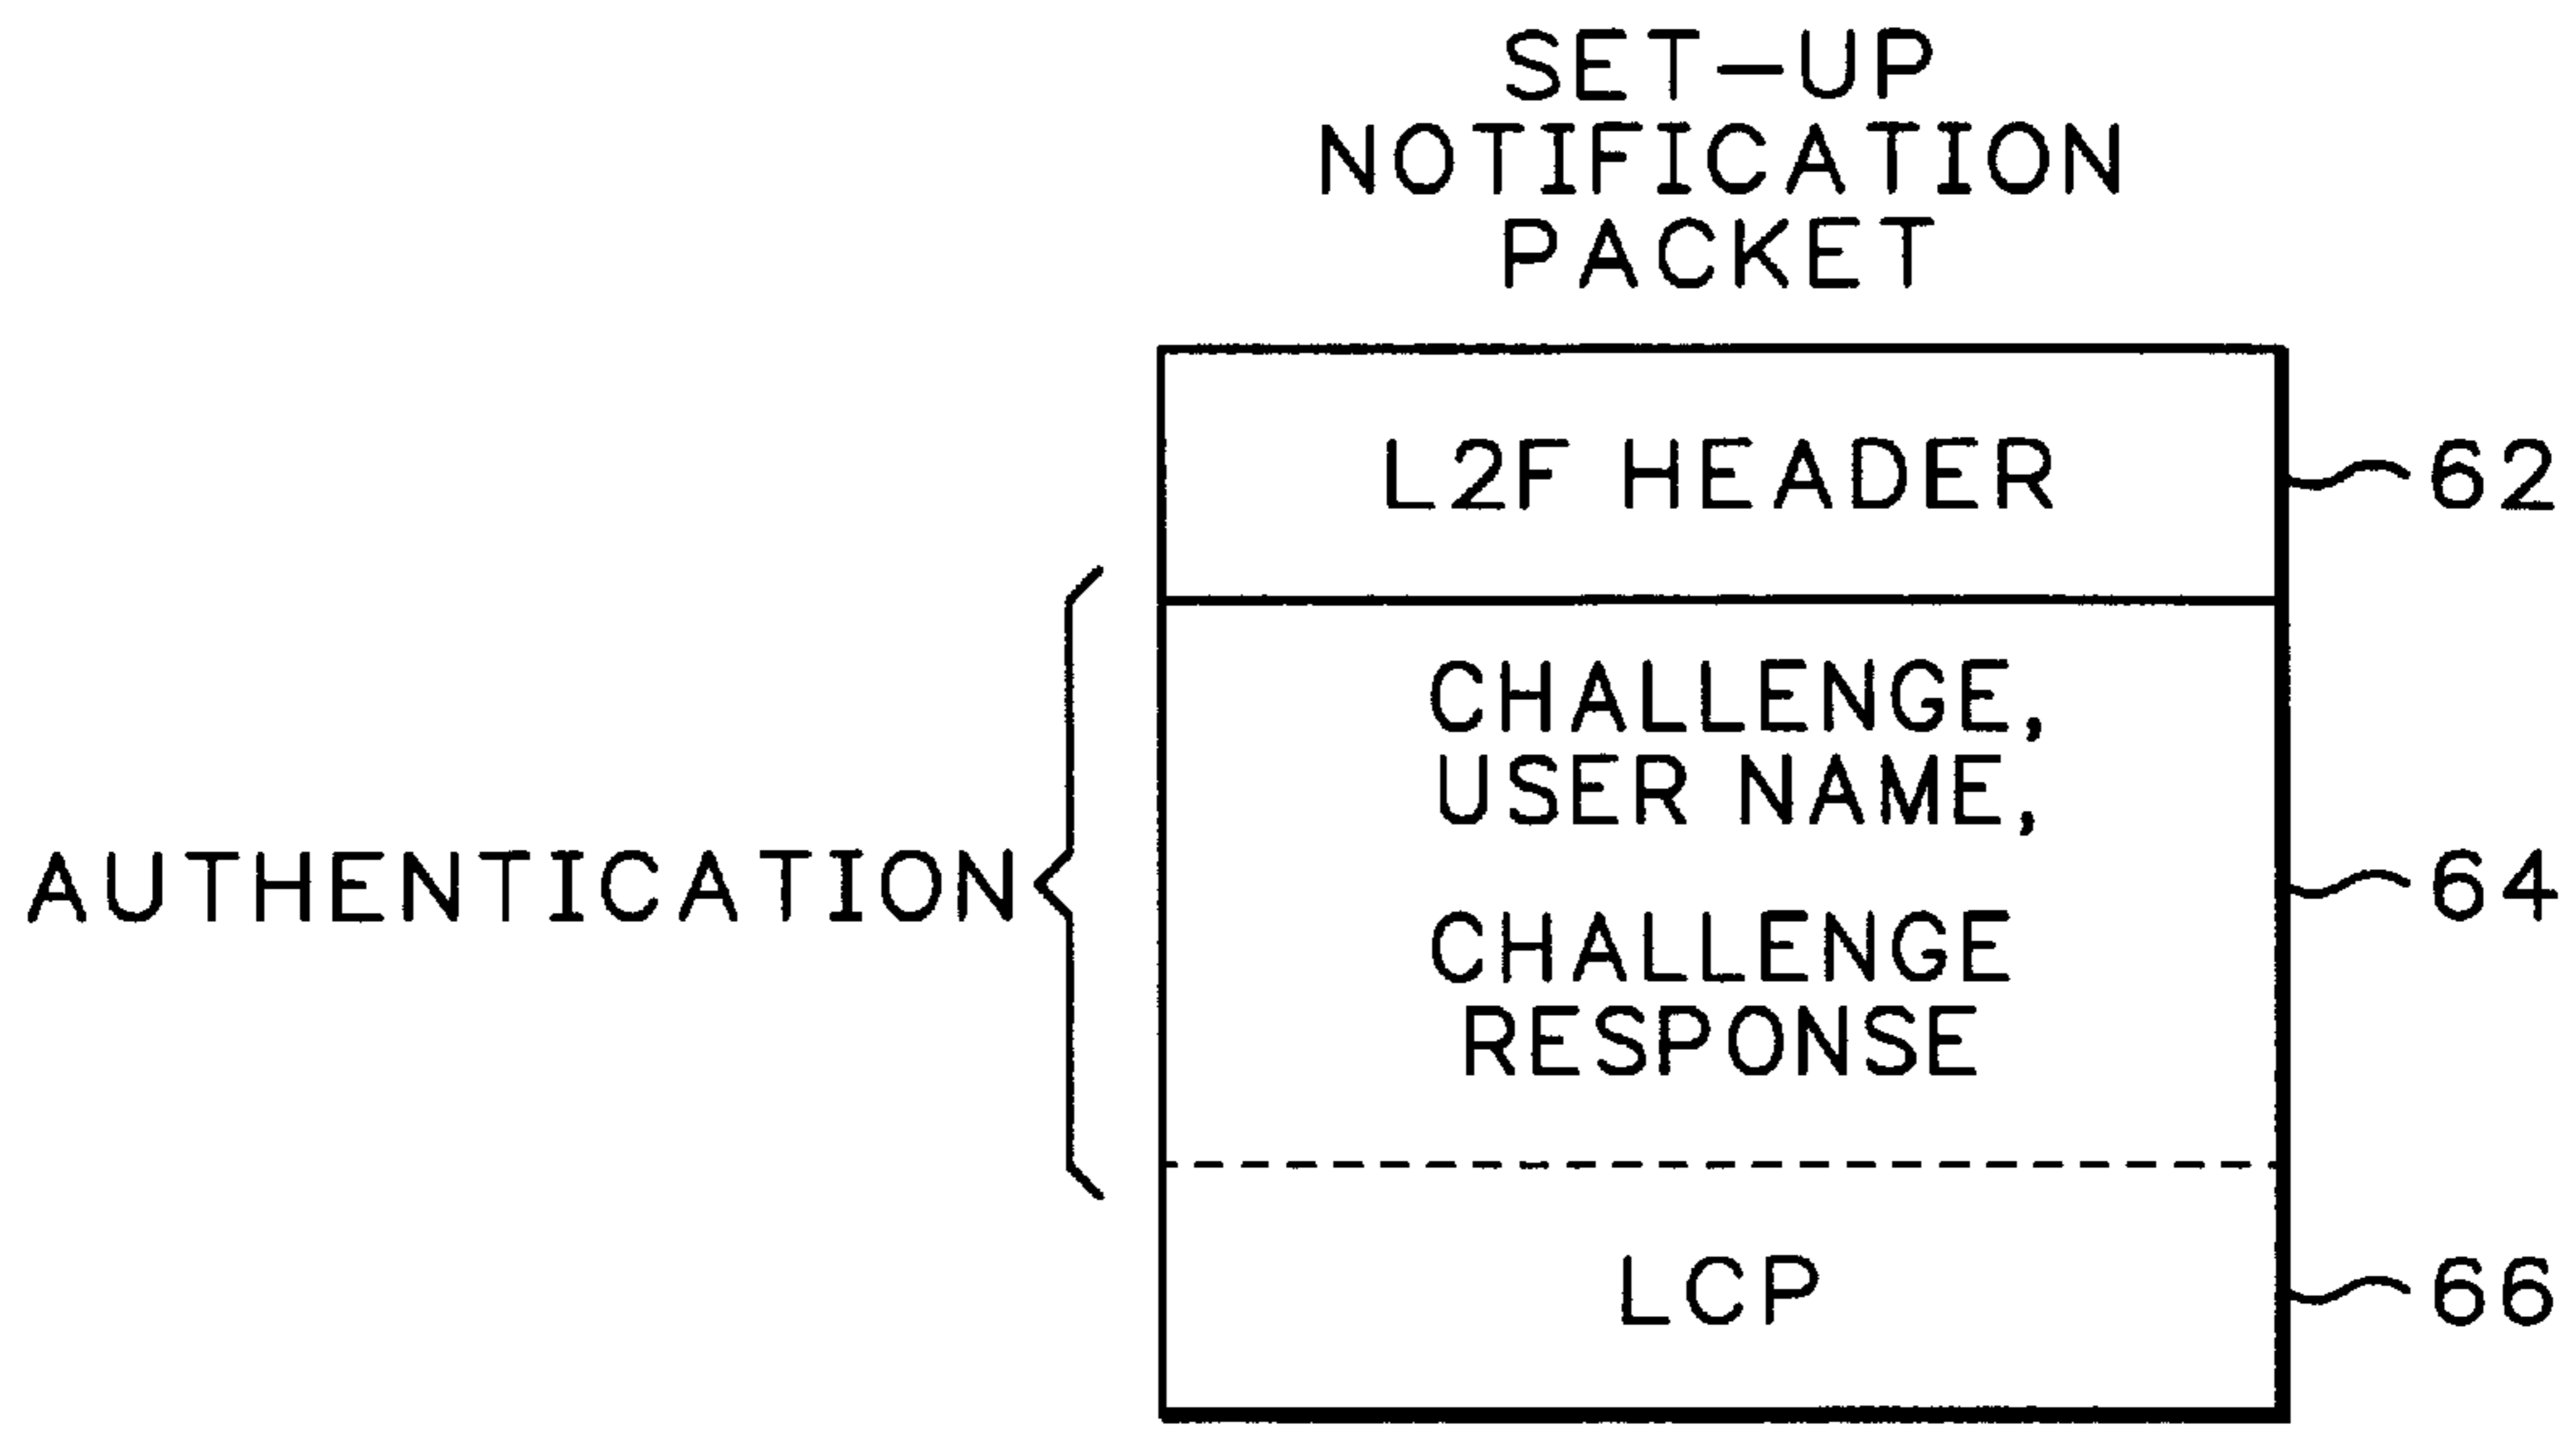 SET-UP
NOTIFICATION
PACKET
L2F HEADER
62
CHALLENGE,
USER NAME,
AUTHENTICATION
64
CHALLENGE
RESPONSE
LCP
66